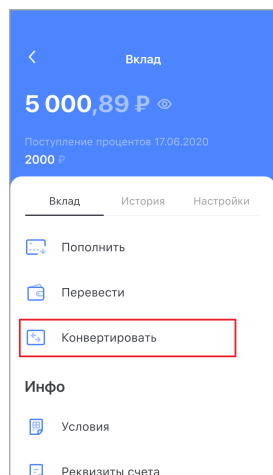 Вклад
5 000,89 ₽
Поступление процентов 17.06.2020
2000 ₽
Вклад История Настройки
Пополнить
Перевести
Конвертировать
Инфо
Условия
Реквизиты счета